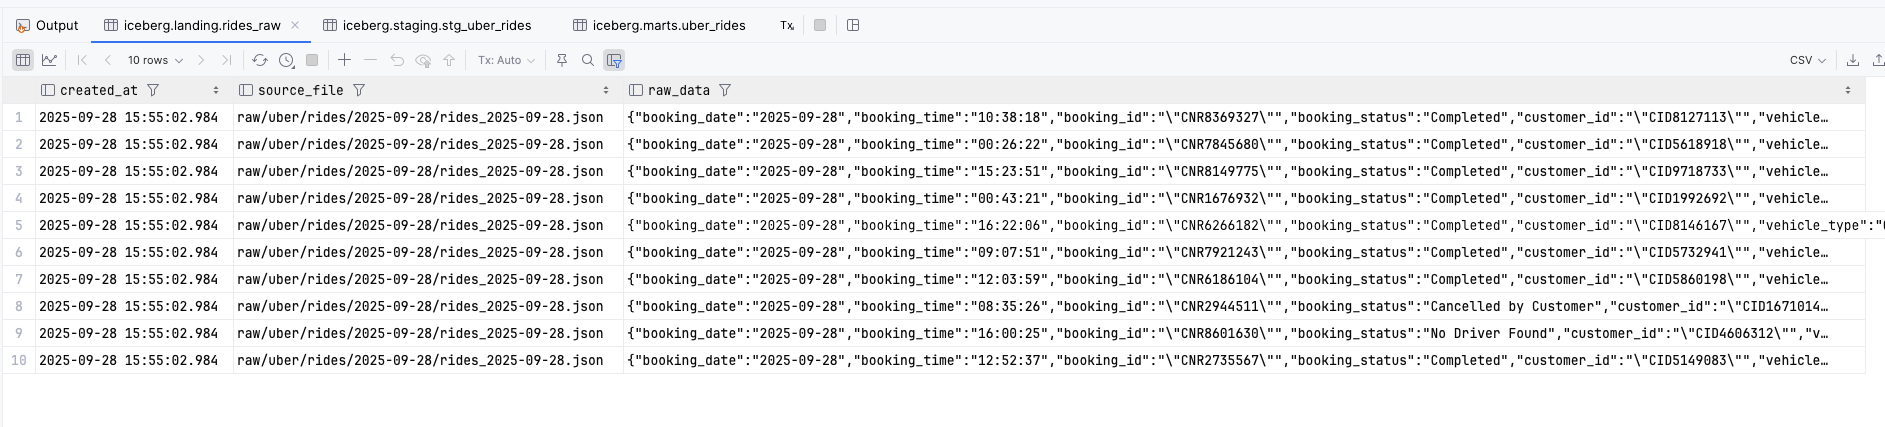 Output iceberg.landing.rides_raw iceberg.staging.stg_uber_rides iceberg.marts.uber_rides Tx
10 rows Tx: Auto CSV
created_at source_file raw_data
1 2025-09-28 15:55:02.984 raw/uber/rides/2025-09-28/rides_2025-09-28.json {"booking_date":"2025-09-28","booking_time":"10:38:18","booking_id":"\"CNR8369327\"","booking_status":"Completed","customer_id":"\"CID8127113\"","vehicle…
2 2025-09-28 15:55:02.984 raw/uber/rides/2025-09-28/rides_2025-09-28.json {"booking_date":"2025-09-28","booking_time":"00:26:22","booking_id":"\"CNR7845680\"","booking_status":"Completed","customer_id":"\"CID5618918\"","vehicle…
3 2025-09-28 15:55:02.984 raw/uber/rides/2025-09-28/rides_2025-09-28.json {"booking_date":"2025-09-28","booking_time":"15:23:51","booking_id":"\"CNR8149775\"","booking_status":"Completed","customer_id":"\"CID9718733\"","vehicle…
4 2025-09-28 15:55:02.984 raw/uber/rides/2025-09-28/rides_2025-09-28.json {"booking_date":"2025-09-28","booking_time":"00:43:21","booking_id":"\"CNR1676932\"","booking_status":"Completed","customer_id":"\"CID1992692\"","vehicle…
5 2025-09-28 15:55:02.984 raw/uber/rides/2025-09-28/rides_2025-09-28.json {"booking_date":"2025-09-28","booking_time":"16:22:06","booking_id":"\"CNR6266182\"","booking_status":"Completed","customer_id":"\"CID8146167\"","vehicle_type":"
6 2025-09-28 15:55:02.984 raw/uber/rides/2025-09-28/rides_2025-09-28.json {"booking_date":"2025-09-28","booking_time":"09:07:51","booking_id":"\"CNR7921243\"","booking_status":"Completed","customer_id":"\"CID5732941\"","vehicle…
7 2025-09-28 15:55:02.984 raw/uber/rides/2025-09-28/rides_2025-09-28.json {"booking_date":"2025-09-28","booking_time":"12:03:59","booking_id":"\"CNR6186104\"","booking_status":"Completed","customer_id":"\"CID5860198\"","vehicle…
8 2025-09-28 15:55:02.984 raw/uber/rides/2025-09-28/rides_2025-09-28.json {"booking_date":"2025-09-28","booking_time":"08:35:26","booking_id":"\"CNR2944511\"","booking_status":"Cancelled by Customer","customer_id":"\"CID1671014…
9 2025-09-28 15:55:02.984 raw/uber/rides/2025-09-28/rides_2025-09-28.json {"booking_date":"2025-09-28","booking_time":"16:00:25","booking_id":"\"CNR8601630\"","booking_status":"No Driver Found","customer_id":"\"CID4606312\"","v…
10 2025-09-28 15:55:02.984 raw/uber/rides/2025-09-28/rides_2025-09-28.json {"booking_date":"2025-09-28","booking_time":"12:52:37","booking_id":"\"CNR2735567\"","booking_status":"Completed","customer_id":"\"CID5149083\"","vehicle…